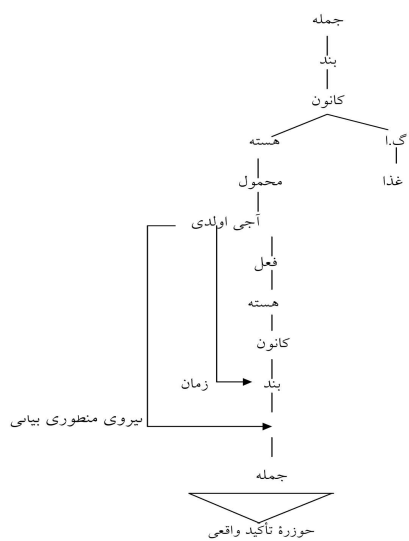 جمله
بند
کانون
گ.ا
هسته
غذا
محمول
آجی اولدی
فعل
هسته
کانون
بند
زمان
نیروی منظوری بیانی
جمله
حوزرۀ تأکید واقعی